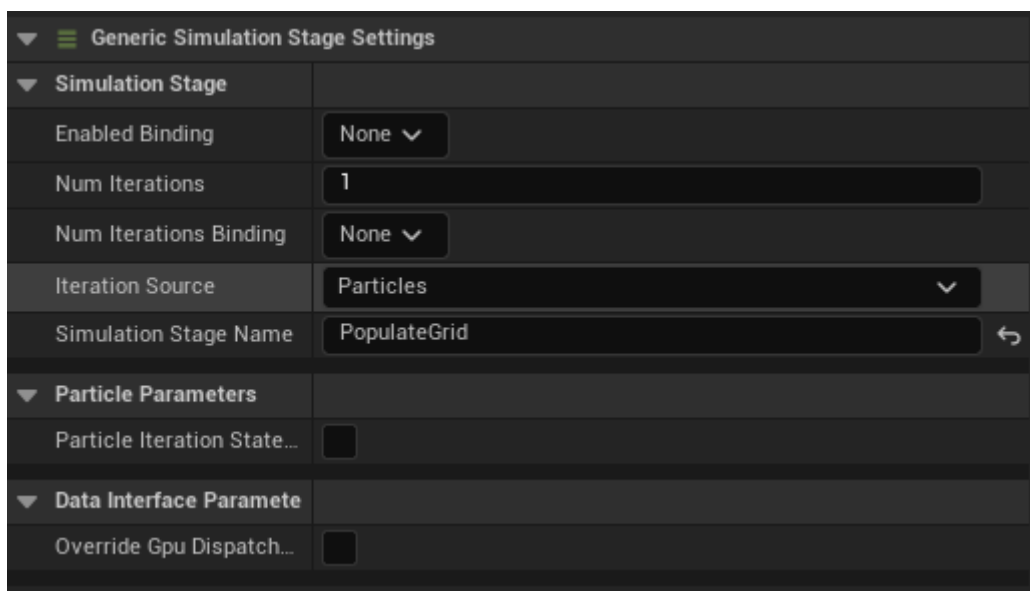 Generic Simulation Stage Settings
Simulation Stage
Enabled Binding None
Num Iterations 1
Num Iterations Binding None
Iteration Source Particles
Simulation Stage Name PopulateGrid
Particle Parameters
Particle Iteration State...
Data Interface Paramete
Override Gpu Dispatch...